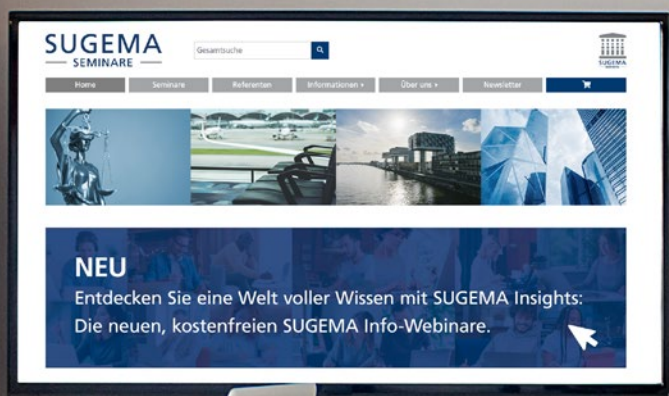 SUGEMA
SEMINARE
Gesamtsuche
SUGEMA
Home Seminare Referenten Informationen Über uns Newsletter
NEU
Entdecken Sie eine Welt voller Wissen mit SUGEMA Insights:
Die neuen, kostenfreien SUGEMA Info-Webinare.